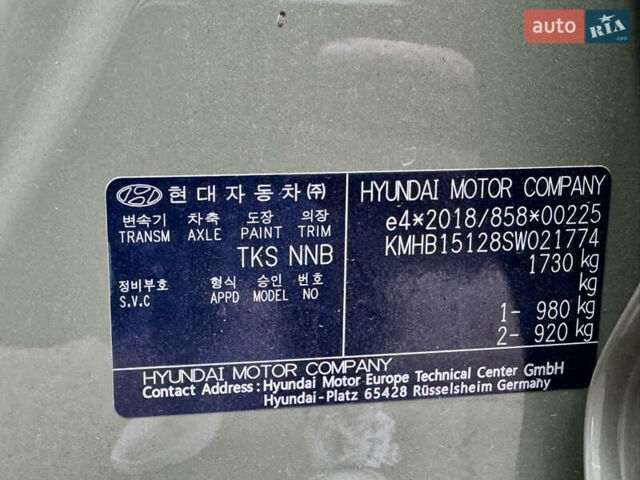 auto RIA .com
현대자동차㈜
변속기 차축 도장 의장
TRANSM AXLE PAINT TRIM
TKS NNB
정비부호 형식 승인 번호
S.V.C APPD MODEL NO
HYUNDAI MOTOR COMPANY
e4*2018/858*00225
KMHB15128SW021774
1730 kg
kg
1- 980 kg
2- 920 kg
HYUNDAI MOTOR COMPANY
Contact Address : Hyundai Motor Europe Technical Center GmbH
Hyundai-Platz 65428 Rüsselsheim Germany